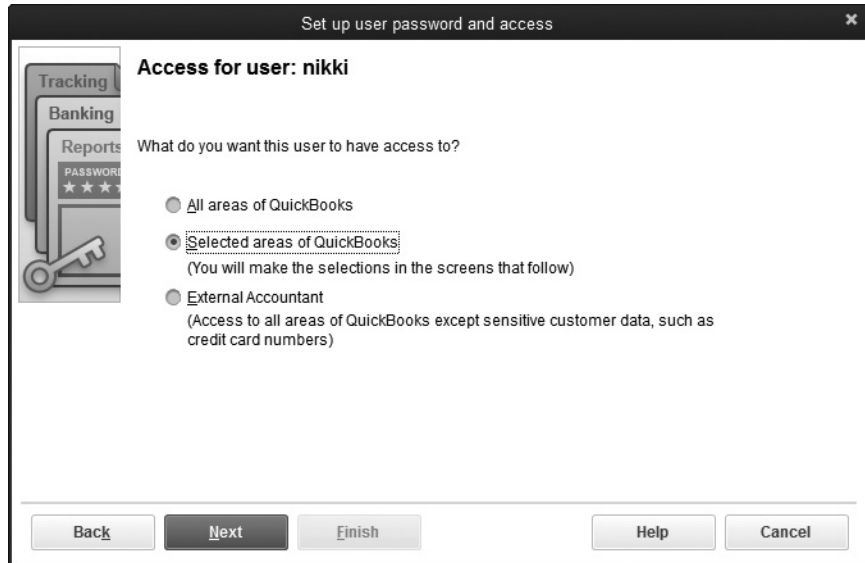 Set up user password and access
Tracking
Banking
Reports
Access for user: nikki
What do you want this user to have access to?
All areas of QuickBooks
Selected areas of QuickBooks
(You will make the selections in the screens that follow)
External Accountant
(Access to all areas of QuickBooks except sensitive customer data, such as
credit card numbers)
Back
Next
Finish
Help
Cancel